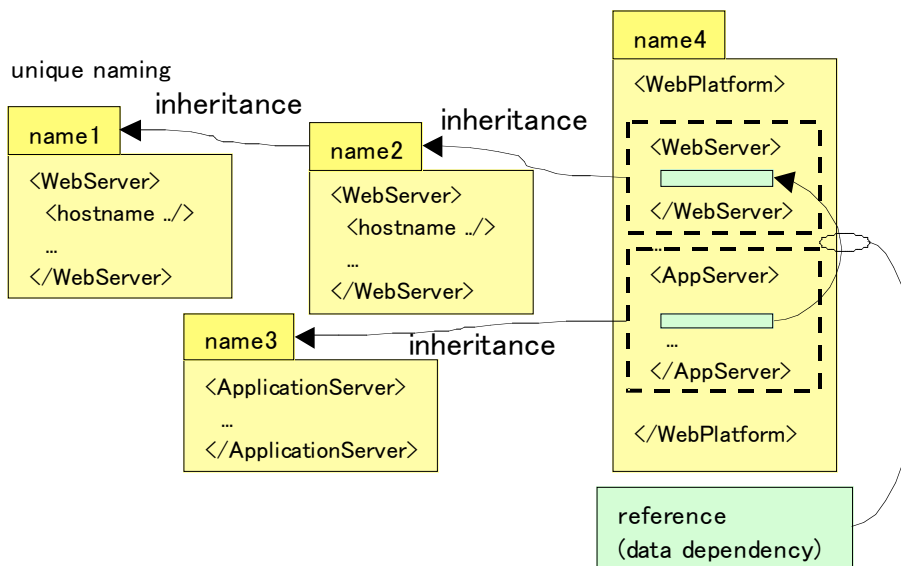 unique naming
name1
<WebServer>
<hostname ../>
...
</WebServer>
inheritance
name2
<WebServer>
<hostname ../>
...
</WebServer>
inheritance
name3
<ApplicationServer>
...
</ApplicationServer>
inheritance
name4
<WebPlatform>
<WebServer>
</WebServer>
...
<AppServer>
...
</AppServer>
</WebPlatform>
reference
(data dependency)